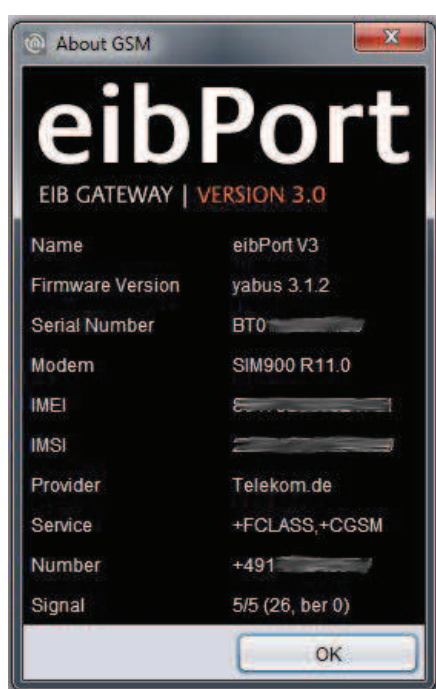 About GSM
eibPort
EIB GATEWAY | VERSION 3.0
Name eibPort V3
Firmware Version yabus 3.1.2
Serial Number BT0
Modem SIM900 R11.0
IMEI
IMSI
Provider Telekom.de
Service +FCLASS,+CGSM
Number +491
Signal 5/5 (26, ber 0)
OK